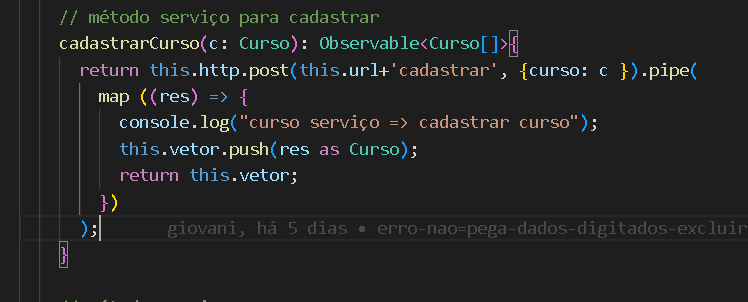 // método serviço para cadastrar
cadastrarCurso(c: Curso): Observable<Curso[]>{
return this.http.post(this.url+'cadastrar', {curso: c }).pipe(
map ((res) => {
console.log("curso serviço => cadastrar curso");
this.vetor.push(res as Curso);
return this.vetor;
})
); giovani, há 5 dias • erro-nao=pega-dados-digitados-excluir
}